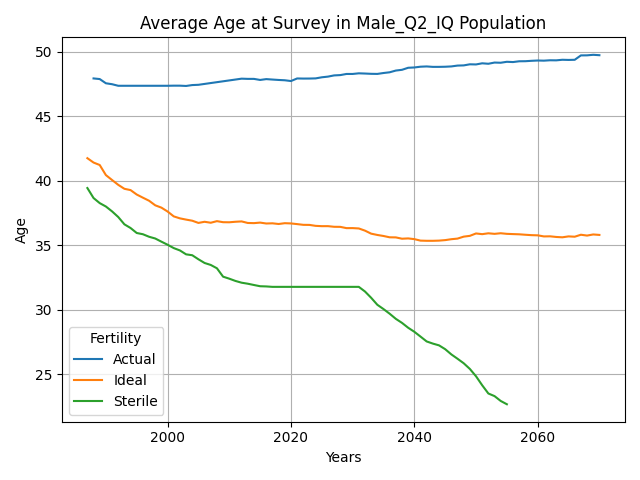 Average Age at Survey in Male_Q2_IQ Population
50
45
40
35
30
25
Age
Fertility
Actual
Ideal
Sterile
2000
2020
2040
2060
Years